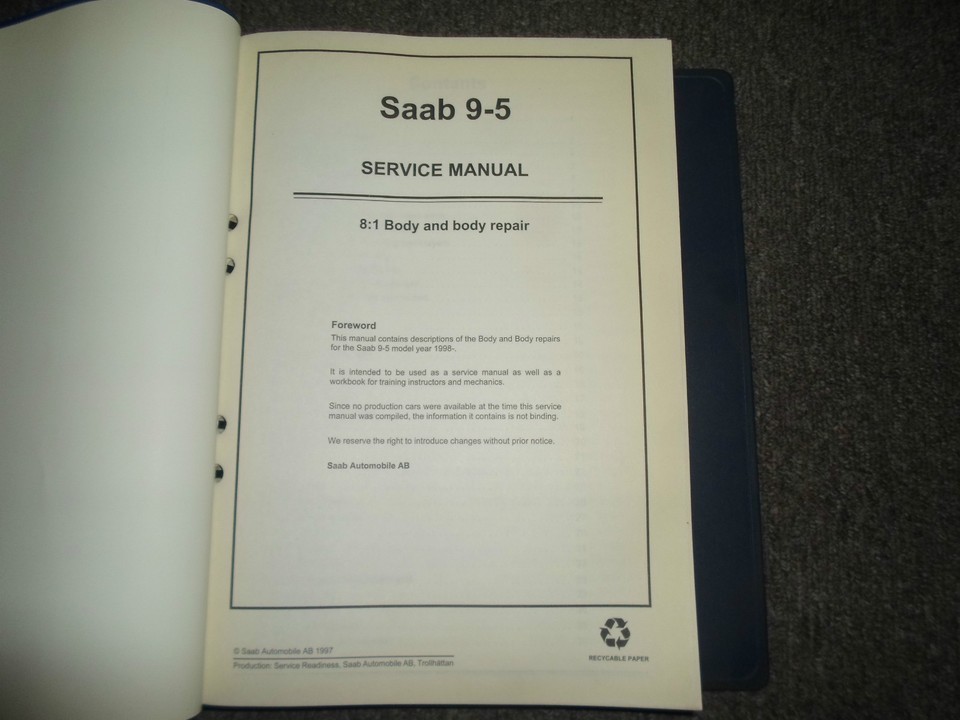 Saab 9-5
SERVICE MANUAL
8:1 Body and body repair
Foreword
This manual contains descriptions of the Body and Body repairs
for the Saab 9-5 model year 1998-.
It is intended to be used as a service manual as well as a
workbook for training instructors and mechanics.
Since no production cars were available at the time this service
manual was compiled, the information it contains is not binding.
We reserve the right to introduce changes without prior notice.
Saab Automobile AB
© Saab Automobile AB 1997
Production: Service Readiness, Saab Automobile AB, Trollhättan
RECYCLABLE PAPER